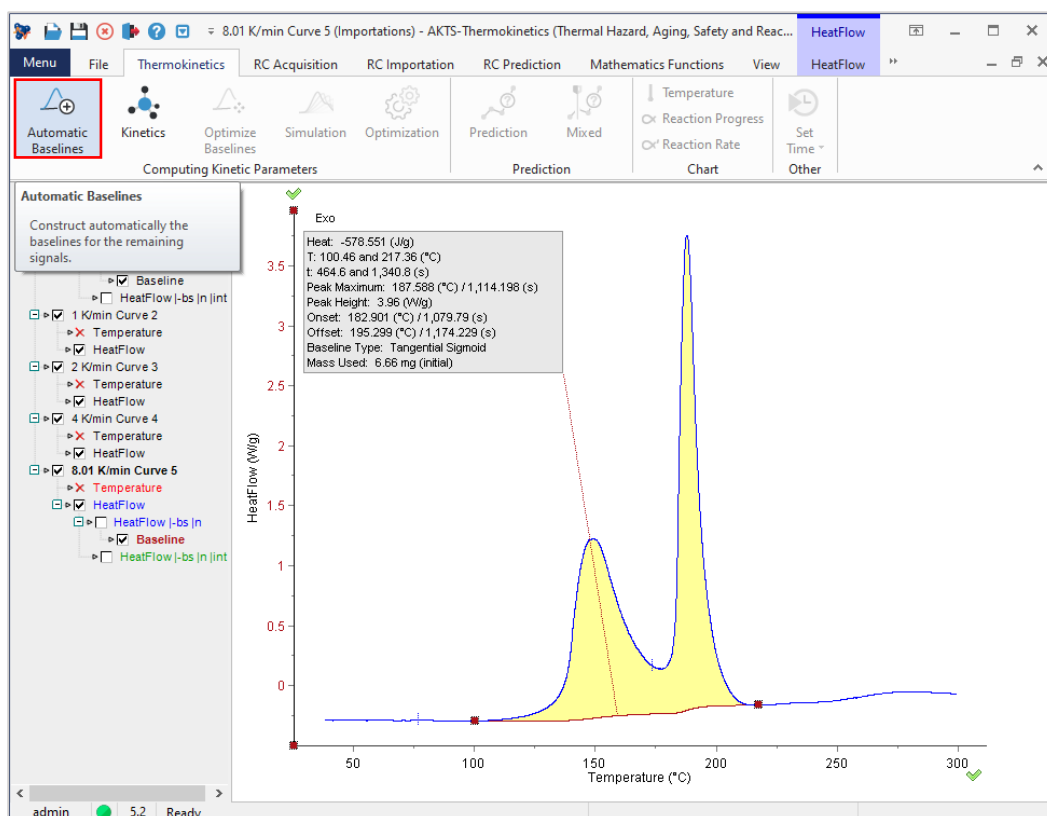 8.01 K/min Curve 5 (Importations) - AKTS-Thermokinetics (Thermal Hazard, Aging, Safety and Reac...
HeatFlow
Menu File Thermokinetics RC Acquisition RC Importation RC Prediction Mathematics Functions View HeatFlow
Automatic Baselines
Kinetics
Optimize Baselines
Simulation
Optimization
Prediction
Mixed
Temperature
Reaction Progress
Reaction Rate
Set Time
Computing Kinetic Parameters
Prediction
Chart
Other
Automatic Baselines
Construct automatically the
baselines for the remaining
signals.
Baseline
HeatFlow |-bs |n |int
1 K/min Curve 2
Temperature
HeatFlow
2 K/min Curve 3
Temperature
HeatFlow
4 K/min Curve 4
Temperature
HeatFlow
8.01 K/min Curve 5
Temperature
HeatFlow
HeatFlow |-bs |n
Baseline
HeatFlow |-bs |n |int
Exo
Heat: -578.551 (J/g)
T: 100.46 and 217.36 (°C)
t: 464.6 and 1,340.8 (s)
Peak Maximum: 187.588 (°C) / 1,114.198 (s)
Peak Height: 3.96 (W/g)
Onset: 182.901 (°C) / 1,079.79 (s)
Offset: 195.299 (°C) / 1,174.229 (s)
Baseline Type: Tangential Sigmoid
Mass Used: 6.66 mg (initial)
HeatFlow (W/g)
3.5
3
2.5
2
1.5
1
0.5
0
50 100 150 200 250 300
Temperature (°C)
admin 5.2 Ready